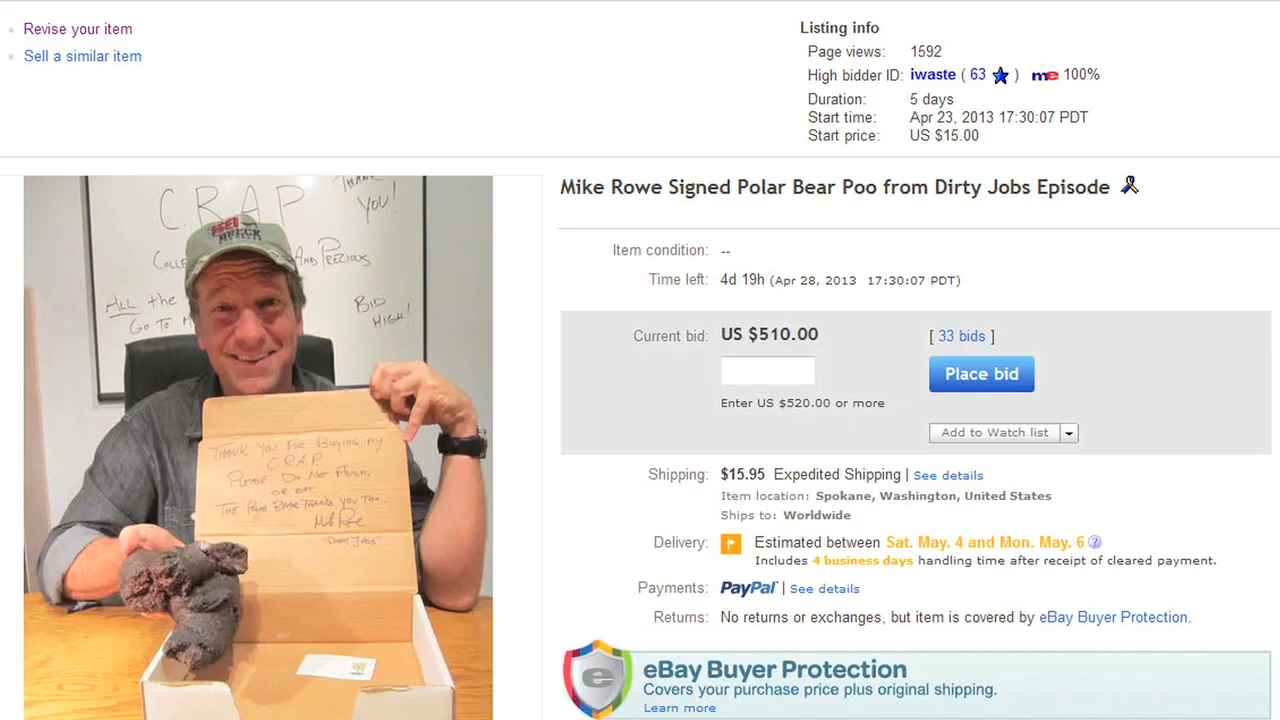 Revise your item
Sell a similar item
Listing info
Page views: 1592
High bidder ID: iwaste ( 63 ) me 100%
Duration: 5 days
Start time: Apr 23, 2013 17:30:07 PDT
Start price: US $15.00
C.R.A.P
THANK
YOU!
AND PRECIOUS
ALL the
GO TO
BID
HIGH!
THANK YOU FOR BUYING MY
C.R.A.P.
PLEASE DO NOT FLUSH.
OR EAT.
THE POLAR BEAR THANKS YOU TOO..
Mike Rowe
"DIRTY JOBS"
Mike Rowe Signed Polar Bear Poo from Dirty Jobs Episode
Item condition: --
Time left: 4d 19h (Apr 28, 2013 17:30:07 PDT)
Current bid: US $510.00 [ 33 bids ]
Place bid
Enter US $520.00 or more
Add to Watch list
Shipping: $15.95 Expedited Shipping | See details
Item location: Spokane, Washington, United States
Ships to: Worldwide
Delivery: Estimated between Sat. May. 4 and Mon. May. 6 ?
Includes 4 business days handling time after receipt of cleared payment.
Payments: PayPal | See details
Returns: No returns or exchanges, but item is covered by eBay Buyer Protection.
eBay Buyer Protection
Covers your purchase price plus original shipping.
Learn more